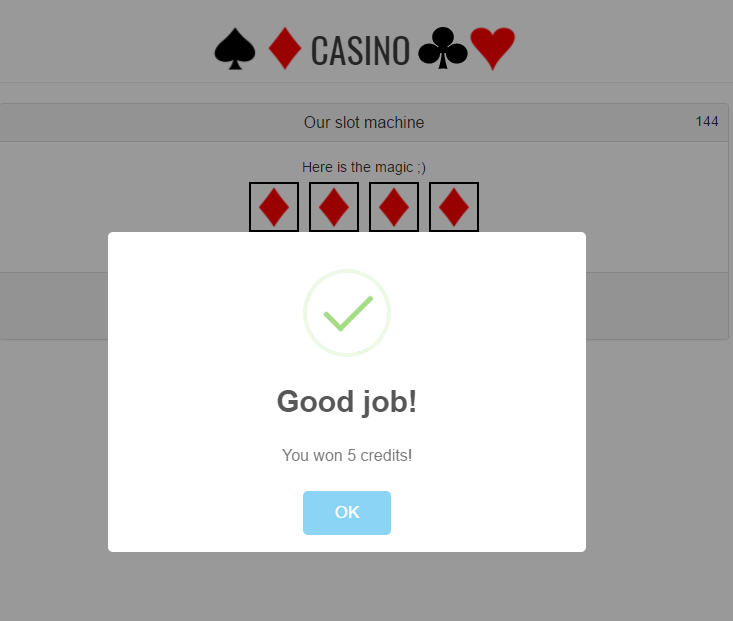 CASINO
Our slot machine 144
Here is the magic ;)
Good job!
You won 5 credits!
OK